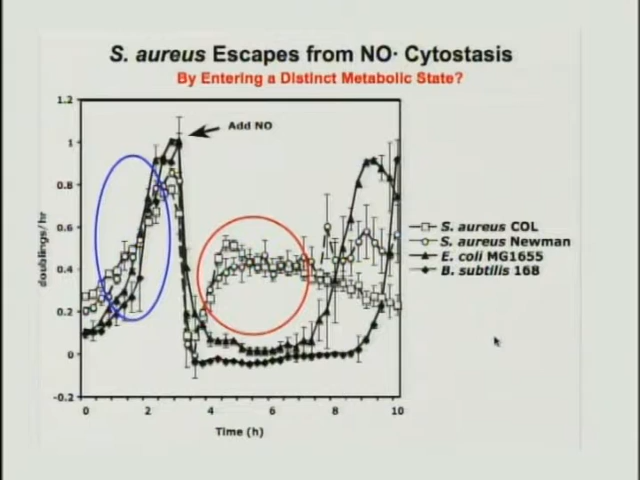 S. aureus Escapes from NO· Cytostasis
By Entering a Distinct Metabolic State?
1.2
1
0.8
0.6
0.4
0.2
0
-0.2
doublings/hr
Add NO
S. aureus COL
S. aureus Newman
E. coli MG1655
B. subtilis 168
0 2 4 6 8 10
Time (h)